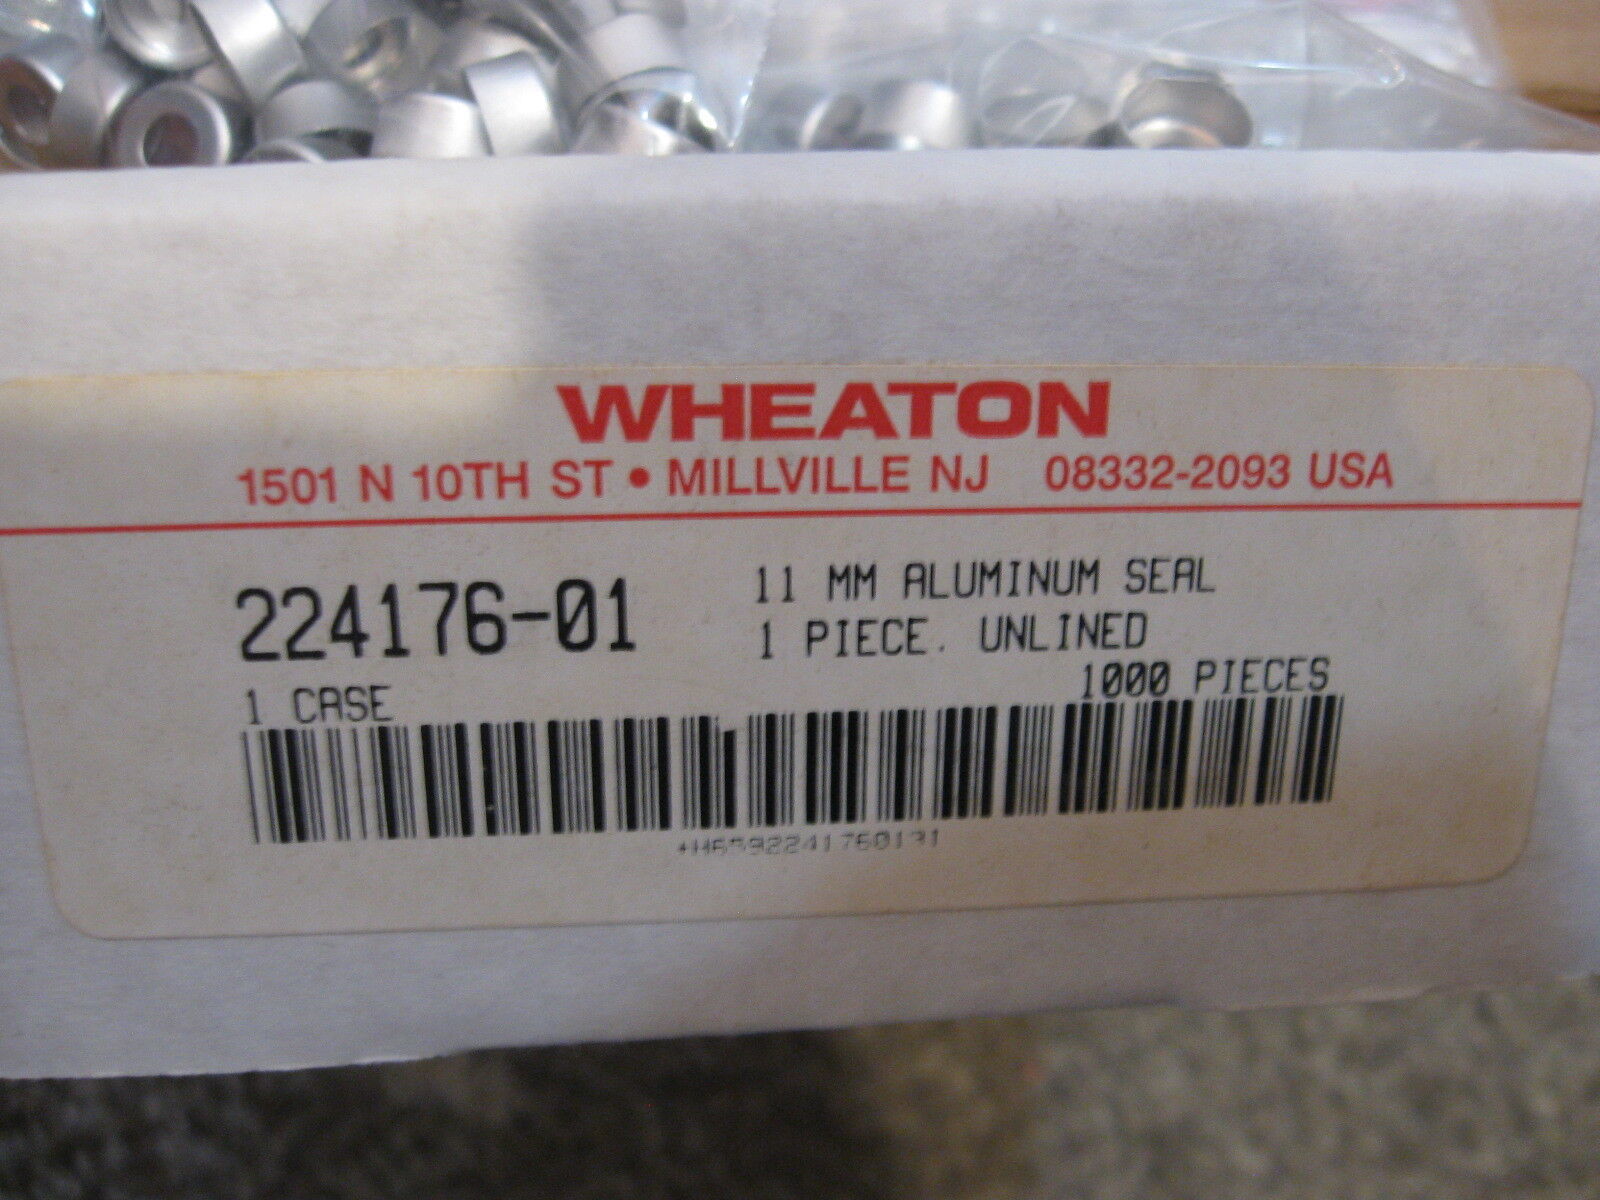 WHEATON
1501 N 10TH ST • MILLVILLE NJ 08332-2093 USA
224176-01
11 MM ALUMINUM SEAL
1 PIECE. UNLINED
1 CASE
1000 PIECES